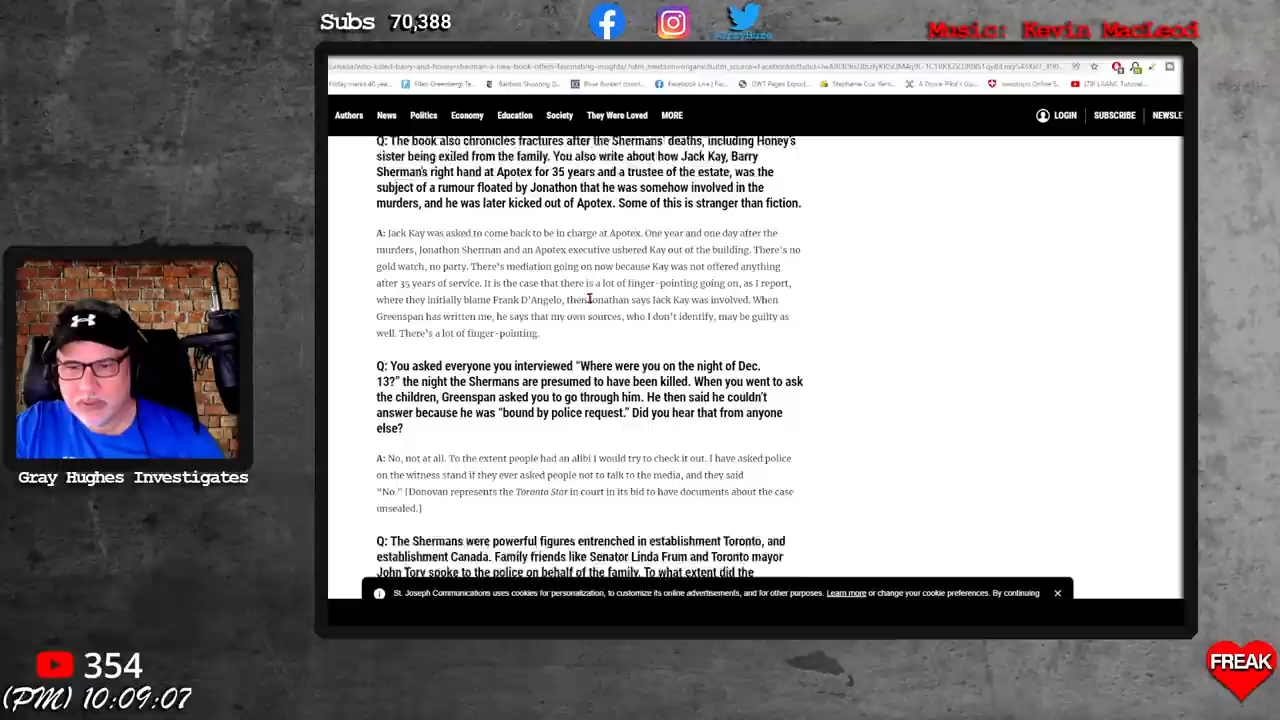 Subs 70,388
Music: Kevin MacLeod
Authors News Politics Economy Education Society They Were Loved MORE LOGIN SUBSCRIBE NEWSLE
Q: The book also chronicles fractures after the Shermans' deaths, including Honey's
sister being exiled from the family. You also write about how Jack Kay, Barry
Sherman's right hand at Apotex for 35 years and a trustee of the estate, was the
subject of a rumour floated by Jonathon that he was somehow involved in the
murders, and he was later kicked out of Apotex. Some of this is stranger than fiction.
A: Jack Kay was asked to come back to be in charge at Apotex. One year and one day after the
murders, Jonathon Sherman and an Apotex executive ushered Kay out of the building. There's no
gold watch, no party. There's mediation going on now because Kay was not offered anything
after 35 years of service. It is the case that there is a lot of finger-pointing going on, as I report,
where they initially blame Frank D'Angelo, then Jonathan says Jack Kay was involved. When
Greenspan has written me, he says that my own sources, who I don't identify, may be guilty as
well. There's a lot of finger-pointing.
Q: You asked everyone you interviewed "Where were you on the night of Dec.
13?" the night the Shermans are presumed to have been killed. When you went to ask
the children, Greenspan asked you to go through him. He then said he couldn't
answer because he was "bound by police request." Did you hear that from anyone
else?
A: No, not at all. To the extent people had an alibi I would try to check it out. I have asked police
on the witness stand if they ever asked people not to talk to the media, and they said
"No." [Donovan represents the Toronto Star in court in its bid to have documents about the case
unsealed.]
Q: The Shermans were powerful figures entrenched in establishment Toronto, and
establishment Canada. Family friends like Senator Linda Frum and Toronto mayor
John Tory spoke to the police on behalf of the family. To what extent did the
St. Joseph Communications uses cookies for personalization, to customize its online advertisements, and for other purposes. Learn more or change your cookie preferences. By continuing
Gray Hughes Investigates
354
(PM) 10:09:07
FREAK